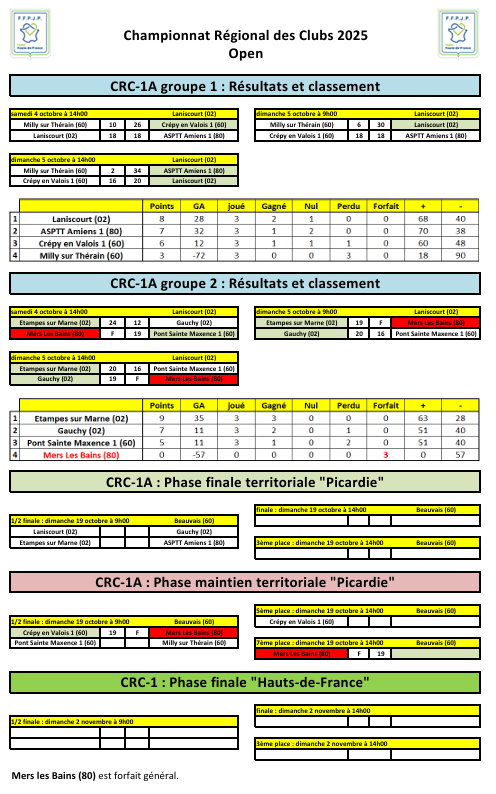 F.F.P.J.P.
F.F.P.J.P.
Hauts-de-France
Hauts-de-France
Championnat Régional des Clubs 2025
Open
CRC-1A groupe 1 : Résultats et classement
samedi 4 octobre à 14h00 Laniscourt (02)
Milly sur Thérain (60) 10 26 Crépy en Valois 1 (60)
Laniscourt (02) 18 18 ASPTT Amiens 1 (80)
dimanche 5 octobre à 9h00 Laniscourt (02)
Milly sur Thérain (60) 6 30 Laniscourt (02)
Crépy en Valois 1 (60) 18 18 ASPTT Amiens 1 (80)
dimanche 5 octobre à 14h00 Laniscourt (02)
Milly sur Thérain (60) 2 34 ASPTT Amiens 1 (80)
Crépy en Valois 1 (60) 16 20 Laniscourt (02)
Points GA joué Gagné Nul Perdu Forfait + -
1 Laniscourt (02) 8 28 3 2 1 0 0 68 40
2 ASPTT Amiens 1 (80) 7 32 3 1 2 0 0 70 38
3 Crépy en Valois 1 (60) 6 12 3 1 1 1 0 60 48
4 Milly sur Thérain (60) 3 -72 3 0 0 3 0 18 90
CRC-1A groupe 2 : Résultats et classement
samedi 4 octobre à 14h00 Laniscourt (02)
Etampes sur Marne (02) 24 12 Gauchy (02)
Mers Les Bains (80) F 19 Pont Sainte Maxence 1 (60)
dimanche 5 octobre à 9h00 Laniscourt (02)
Etampes sur Marne (02) 19 F Mers Les Bains (80)
Gauchy (02) 20 16 Pont Sainte Maxence 1 (60)
dimanche 5 octobre à 14h00 Laniscourt (02)
Etampes sur Marne (02) 20 16 Pont Sainte Maxence 1 (60)
Gauchy (02) 19 F Mers Les Bains (80)
Points GA joué Gagné Nul Perdu Forfait + -
1 Etampes sur Marne (02) 9 35 3 3 0 0 0 63 28
2 Gauchy (02) 7 11 3 2 0 1 0 51 40
3 Pont Sainte Maxence 1 (60) 5 11 3 1 0 2 0 51 40
4 Mers Les Bains (80) 0 -57 0 0 0 0 3 0 57
CRC-1A : Phase finale territoriale "Picardie"
1/2 finale : dimanche 19 octobre à 9h00 Beauvais (60)
Laniscourt (02) Gauchy (02)
Etampes sur Marne (02) ASPTT Amiens 1 (80)
finale : dimanche 19 octobre à 14h00 Beauvais (60)
3ème place : dimanche 19 octobre à 14h00 Beauvais (60)
CRC-1A : Phase maintien territoriale "Picardie"
1/2 finale : dimanche 19 octobre à 9h00 Beauvais (60)
Crépy en Valois 1 (60) 19 F Mers Les Bains (80)
Pont Sainte Maxence 1 (60) Milly sur Thérain (60)
5ème place : dimanche 19 octobre à 14h00 Beauvais (60)
Crépy en Valois 1 (60)
7ème place : dimanche 19 octobre à 14h00 Beauvais (60)
Mers Les Bains (80) F 19
CRC-1 : Phase finale "Hauts-de-France"
1/2 finale : dimanche 2 novembre à 9h00
finale : dimanche 2 novembre à 14h00
3ème place : dimanche 2 novembre à 14h00
Mers les Bains (80) est forfait général.